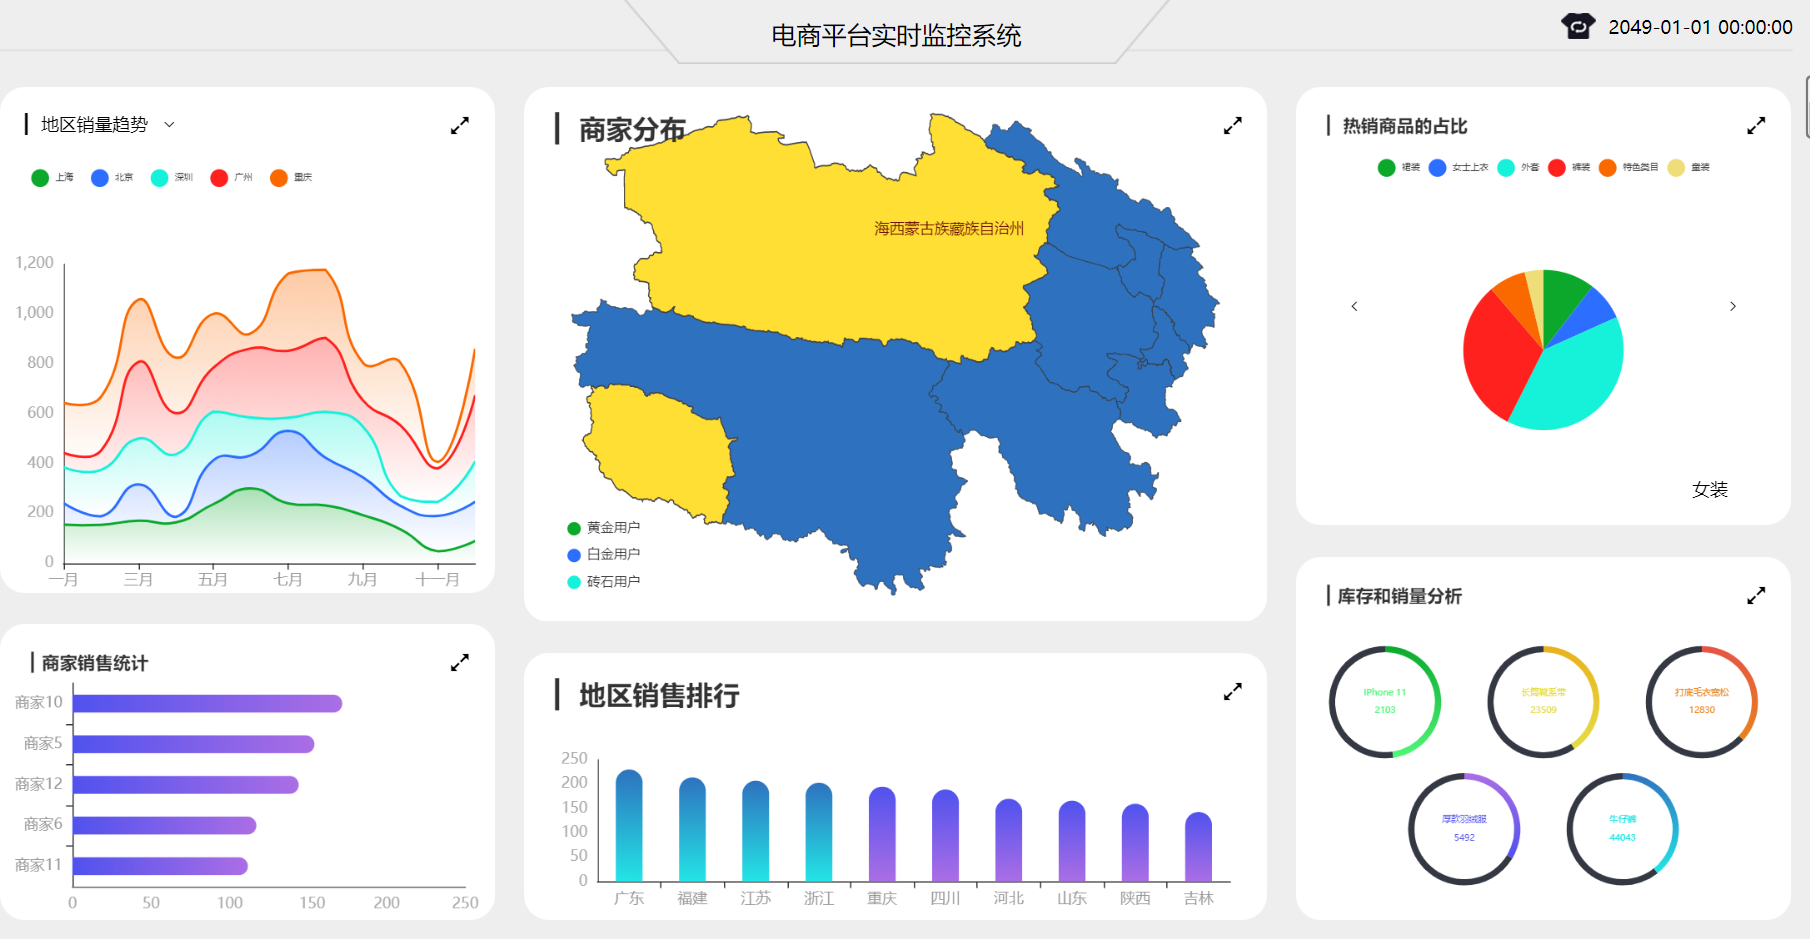 电商平台实时监控系统
2049-01-01 00:00:00
地区销量趋势
上海 北京 深圳 广州 重庆
1,200
1,000
800
600
400
200
0
一月 三月 五月 七月 九月 十一月
商家销售统计
商家10
商家5
商家12
商家6
商家11
0 50 100 150 200 250
商家分布
海西蒙古族藏族自治州
黄金用户
白金用户
砖石用户
地区销售排行
250
200
150
100
50
0
广东 福建 江苏 浙江 重庆 四川 河北 山东 陕西 吉林
热销商品的占比
裙装 女士上衣 外套 裤装 特色类目 童装
女装
库存和销量分析
IPhone 11
2103
长筒靴至常
23509
打底毛衣宽松
12830
厚款羽绒服
5492
牛仔裤
44043